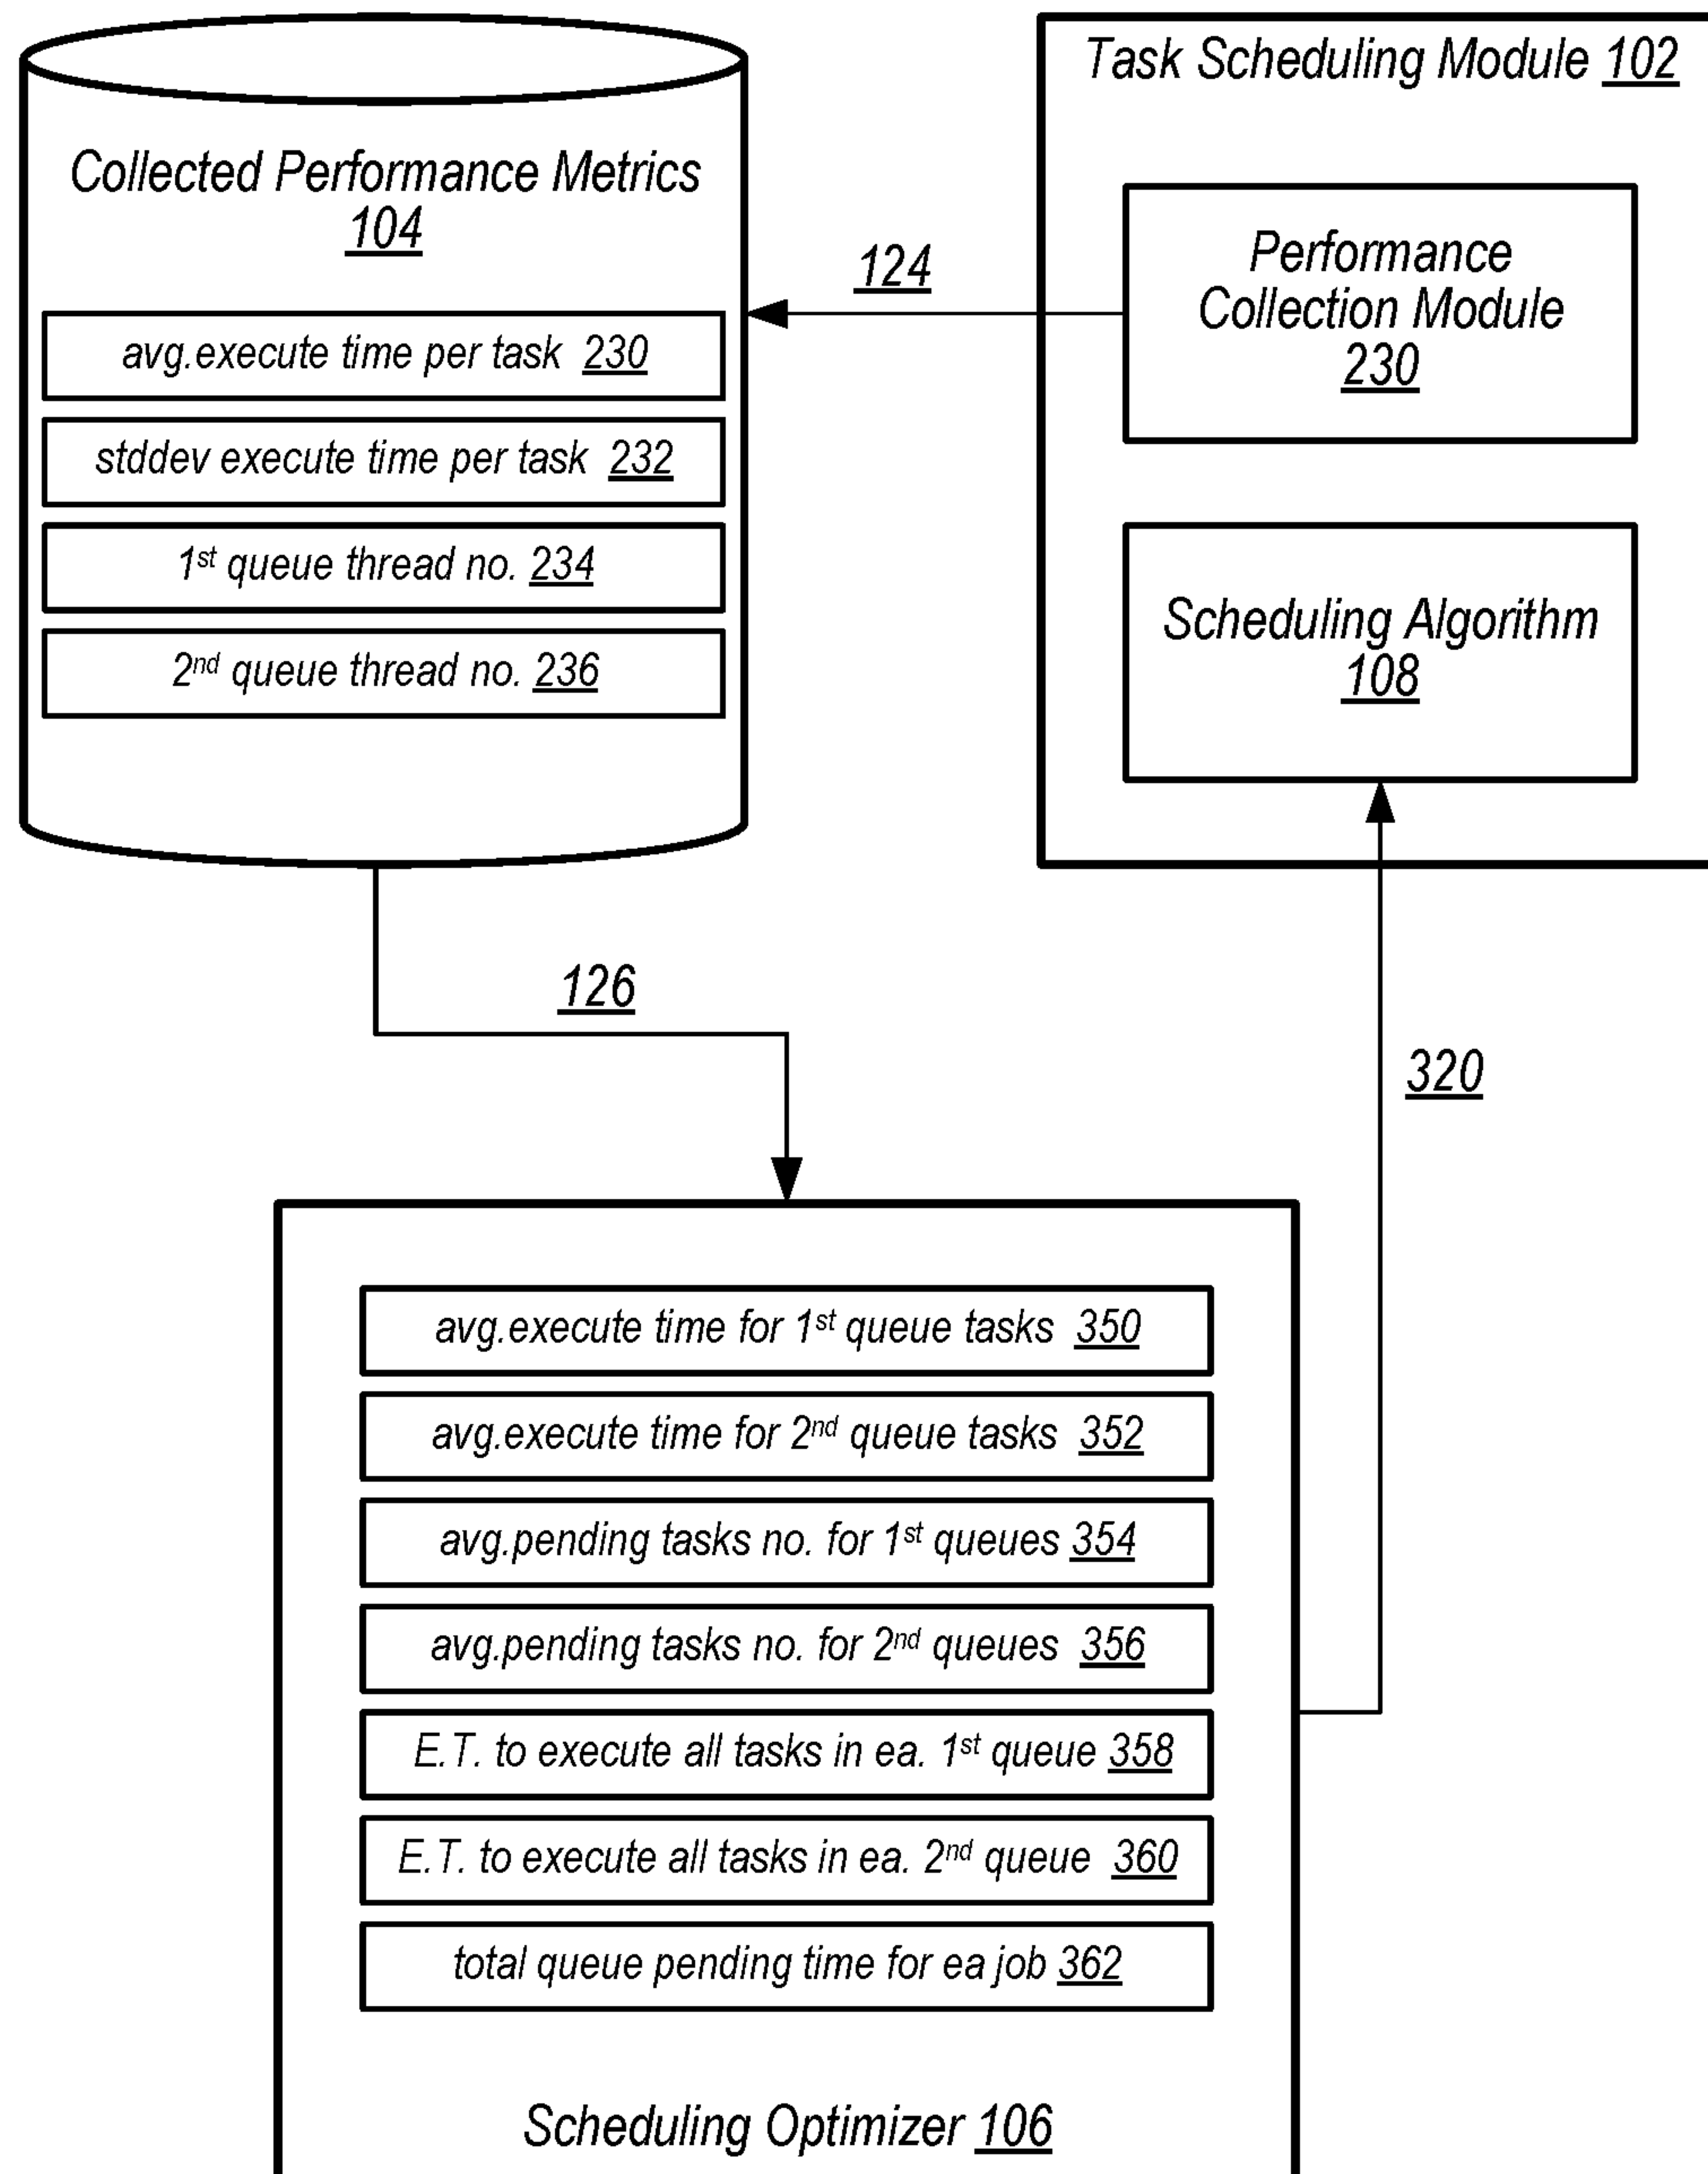 Task Scheduling Module 102
Collected Performance Metrics
104
avg.execute time per task 230
stddev execute time per task 232
1st queue thread no. 234
2nd queue thread no. 236
124
Performance
Collection Module
230
Scheduling Algorithm
108
126
320
avg.execute time for 1st queue tasks 350
avg.execute time for 2nd queue tasks 352
avg.pending tasks no. for 1st queues 354
avg.pending tasks no. for 2nd queues 356
E.T. to execute all tasks in ea. 1st queue 358
E.T. to execute all tasks in ea. 2nd queue 360
total queue pending time for ea job 362
Scheduling Optimizer 106